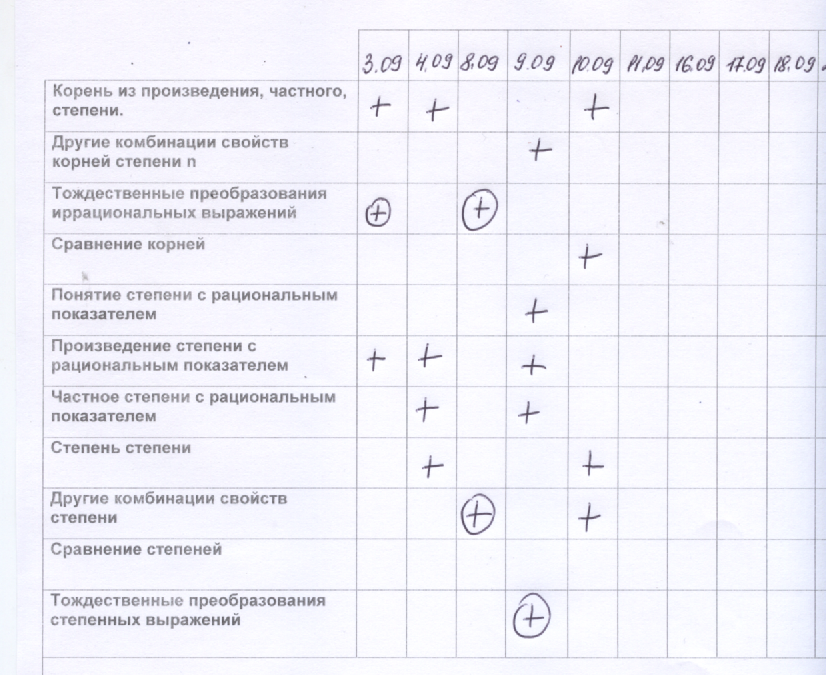 3.09 4.09 8.09 9.09 10.09 11.09 16.09 17.09 18.09
Корень из произведения, частного,
степени.
+ + +
Другие комбинации свойств
корней степени n
+
Тождественные преобразования
иррациональных выражений
+ +
Сравнение корней
+
Понятие степени с рациональным
показателем
+
Произведение степени с
рациональным показателем
+ + +
Частное степени с рациональным
показателем
+ +
Степень степени
+ +
Другие комбинации свойств
степени
+ +
Сравнение степеней
Тождественные преобразования
степенных выражений
+